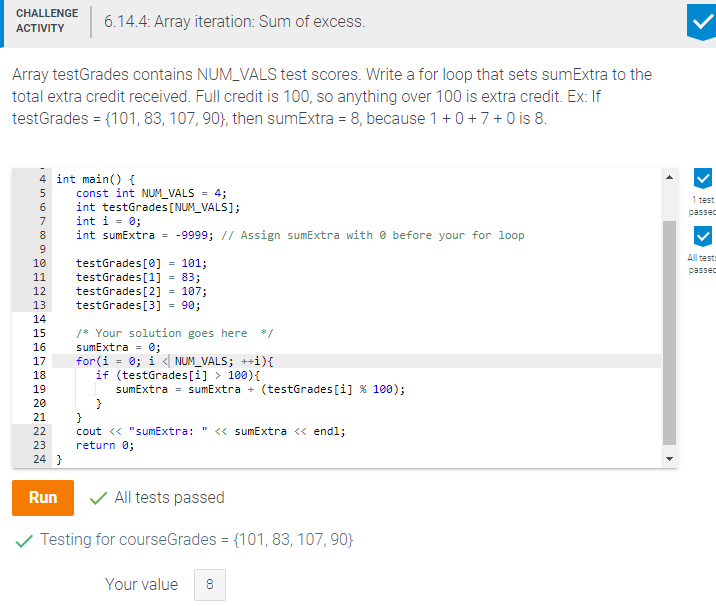 CHALLENGE
ACTIVITY
6.14.4: Array iteration: Sum of excess.
Array testGrades contains NUM_VALS test scores. Write a for loop that sets sumExtra to the
total extra credit received. Full credit is 100, so anything over 100 is extra credit. Ex: If
testGrades = {101, 83, 107, 90}, then sumExtra = 8, because 1 + 0 + 7 + 0 is 8.
4 int main() {
5 const int NUM_VALS = 4;
6 int testGrades[NUM_VALS];
7 int i = 0;
8 int sumExtra = -9999; // Assign sumExtra with 0 before your for loop
9
10 testGrades[0] = 101;
11 testGrades[1] = 83;
12 testGrades[2] = 107;
13 testGrades[3] = 90;
14
15 /* Your solution goes here */
16 sumExtra = 0;
17 for(i = 0; i < NUM_VALS; ++i){
18 if (testGrades[i] > 100){
19 sumExtra = sumExtra + (testGrades[i] % 100);
20 }
21 }
22 cout << "sumExtra: " << sumExtra << endl;
23 return 0;
24 }
1 test
passed
All tests
passed
Run
All tests passed
Testing for courseGrades = {101, 83, 107, 90}
Your value 8